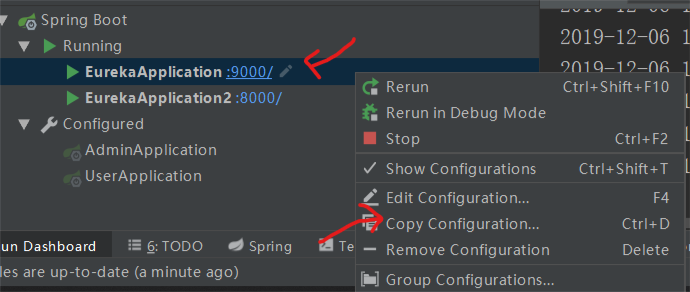 Spring Boot
Running
EurekaApplication :9000/
EurekaApplication2 :8000/
Configured
AdminApplication
UserApplication
2019-12-06
2019-12-06
2019-12-06
Rerun Ctrl+Shift+F10
Rerun in Debug Mode
Stop Ctrl+F2
Show Configurations Ctrl+Shift+T
Edit Configuration... F4
Copy Configuration... Ctrl+D
Remove Configuration Delete
Group Configurations...
un Dashboard 6: TODO Spring Te
les are up-to-date (a minute ago)